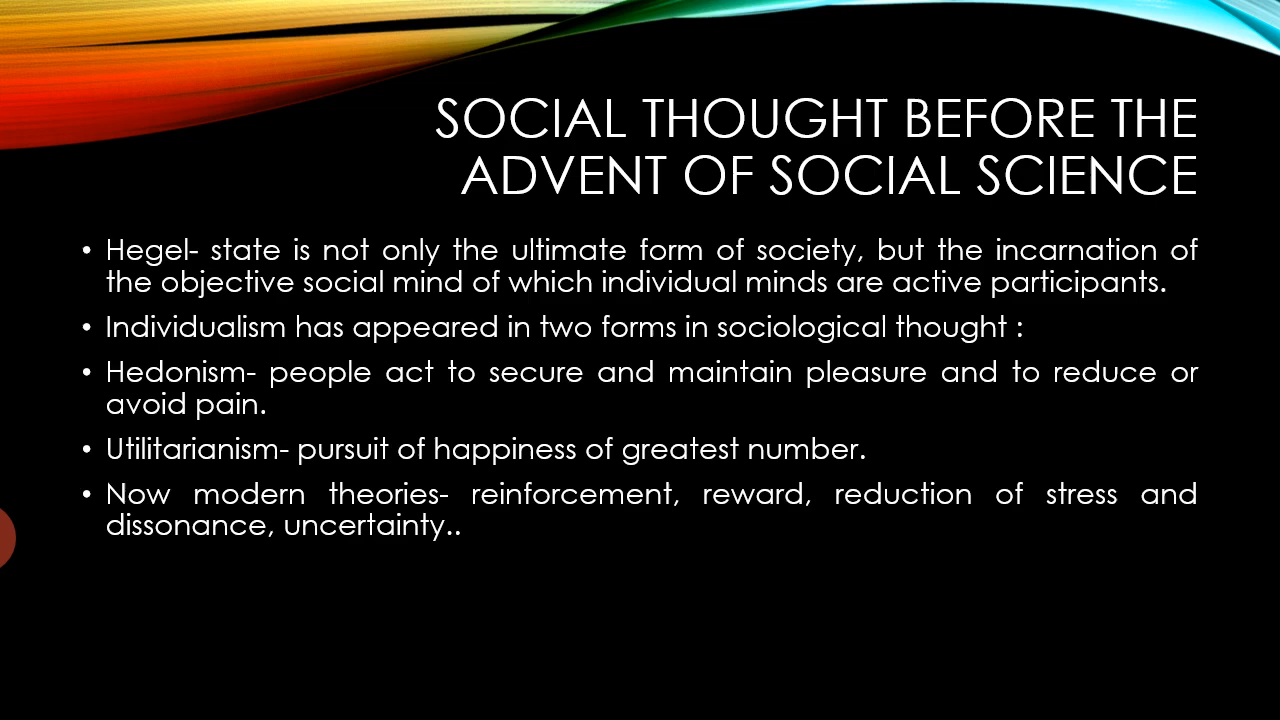 SOCIAL THOUGHT BEFORE THE
ADVENT OF SOCIAL SCIENCE
• Hegel- state is not only the ultimate form of society, but the incarnation of
the objective social mind of which individual minds are active participants.
• Individualism has appeared in two forms in sociological thought :
• Hedonism- people act to secure and maintain pleasure and to reduce or
avoid pain.
• Utilitarianism- pursuit of happiness of greatest number.
• Now modern theories- reinforcement, reward, reduction of stress and
dissonance, uncertainty..